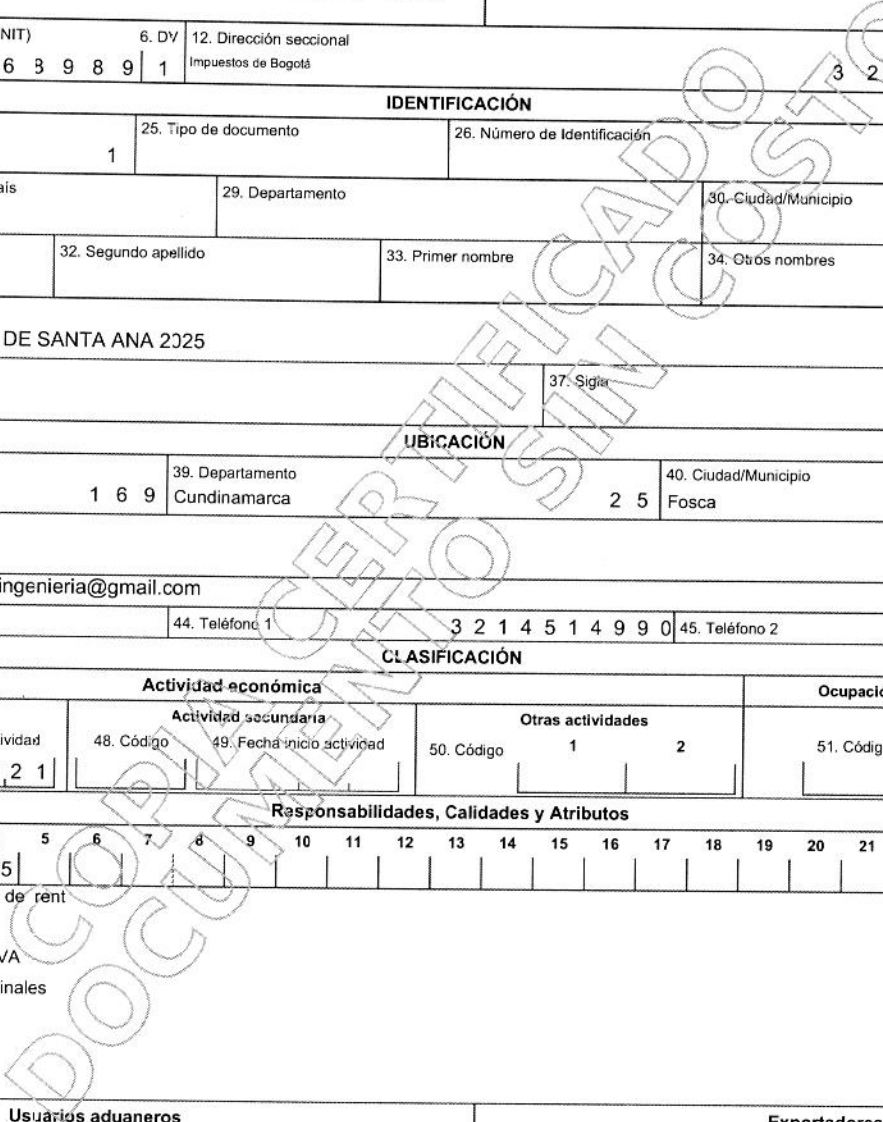 NIT) 6. DV 12. Dirección seccional
6 8 9 8 9 1 Impuestos de Bogotá 3 2
IDENTIFICACIÓN
25. Tipo de documento 26. Número de Identificación
1
aís 29. Departamento 30. Ciudad/Municipio
32. Segundo apellido 33. Primer nombre 34. Otros nombres
DE SANTA ANA 2025
37. Sigla
UBICACIÓN
39. Departamento 40. Ciudad/Municipio
1 6 9 Cundinamarca 2 5 Fosca
ingenieria@gmail.com
44. Teléfono 1 3 2 1 4 5 1 4 9 9 0 45. Teléfono 2
CLASIFICACIÓN
Actividad económica Ocupació
Actividad secundaria Otras actividades
ividad 48. Código 49. Fecha inicio actividad 50. Código 1 2 51. Códig
2 1
Responsabilidades, Calidades y Atributos
5 6 7 8 9 10 11 12 13 14 15 16 17 18 19 20 21
5
de rent
VA
inales
Usuarios aduaneros Exportadores
COPIA CERTIFICADO
DOCUMENTO SIN COSTO